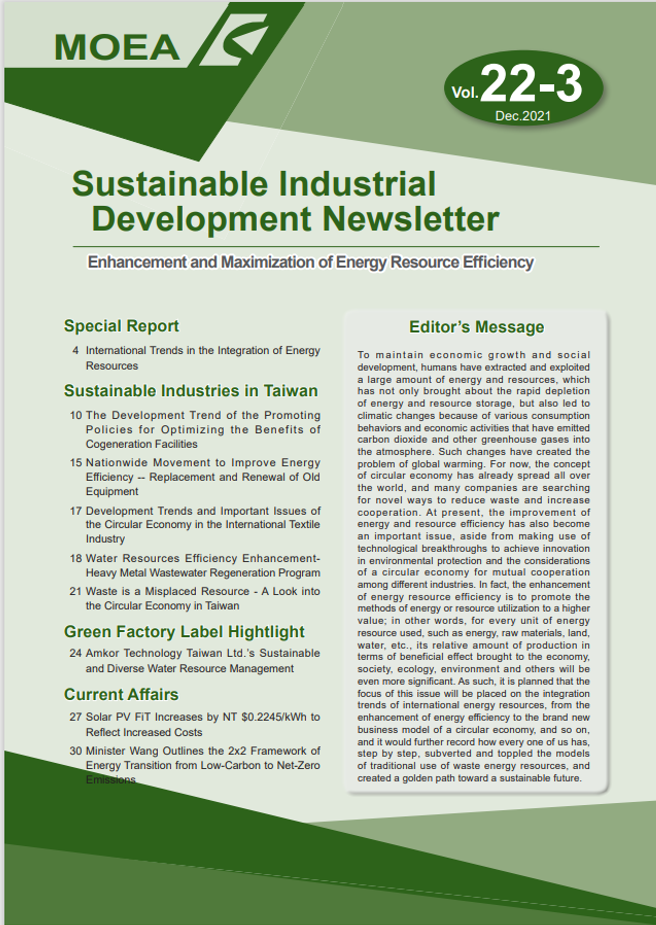 MOEA
Vol.22-3
Dec.2021
Sustainable Industrial
Development Newsletter
Enhancement and Maximization of Energy Resource Efficiency
Special Report
4 International Trends in the Integration of Energy
Resources
Sustainable Industries in Taiwan
10 The Development Trend of the Promoting
Policies for Optimizing the Benefits of
Cogeneration Facilities
15 Nationwide Movement to Improve Energy
Efficiency -- Replacement and Renewal of Old
Equipment
17 Development Trends and Important Issues of
the Circular Economy in the International Textile
Industry
18 Water Resources Efficiency Enhancement-
Heavy Metal Wastewater Regeneration Program
21 Waste is a Misplaced Resource - A Look into
the Circular Economy in Taiwan
Green Factory Label Hightlight
24 Amkor Technology Taiwan Ltd.'s Sustainable
and Diverse Water Resource Management
Current Affairs
27 Solar PV FiT Increases by NT $0.2245/kWh to
Reflect Increased Costs
30 Minister Wang Outlines the 2x2 Framework of
Energy Transition from Low-Carbon to Net-Zero
Emissions
Editor's Message
To maintain economic growth and social
development, humans have extracted and exploited
a large amount of energy and resources, which
has not only brought about the rapid depletion
of energy and resource storage, but also led to
climatic changes because of various consumption
behaviors and economic activities that have emitted
carbon dioxide and other greenhouse gases into
the atmosphere. Such changes have created the
problem of global warming. For now, the concept
of circular economy has already spread all over
the world, and many companies are searching
for novel ways to reduce waste and increase
cooperation. At present, the improvement of
energy and resource efficiency has also become
an important issue, aside from making use of
technological breakthroughs to achieve innovation
in environmental protection and the considerations
of a circular economy for mutual cooperation
among different industries. In fact, the enhancement
of energy resource efficiency is to promote the
methods of energy or resource utilization to a higher
value; in other words, for every unit of energy
resource used, such as energy, raw materials, land,
water, etc., its relative amount of production in
terms of beneficial effect brought to the economy,
society, ecology, environment and others will be
even more significant. As such, it is planned that the
focus of this issue will be placed on the integration
trends of international energy resources, from the
enhancement of energy efficiency to the brand new
business model of a circular economy, and so on,
and it would further record how every one of us has,
step by step, subverted and toppled the models
of traditional use of waste energy resources, and
created a golden path toward a sustainable future.